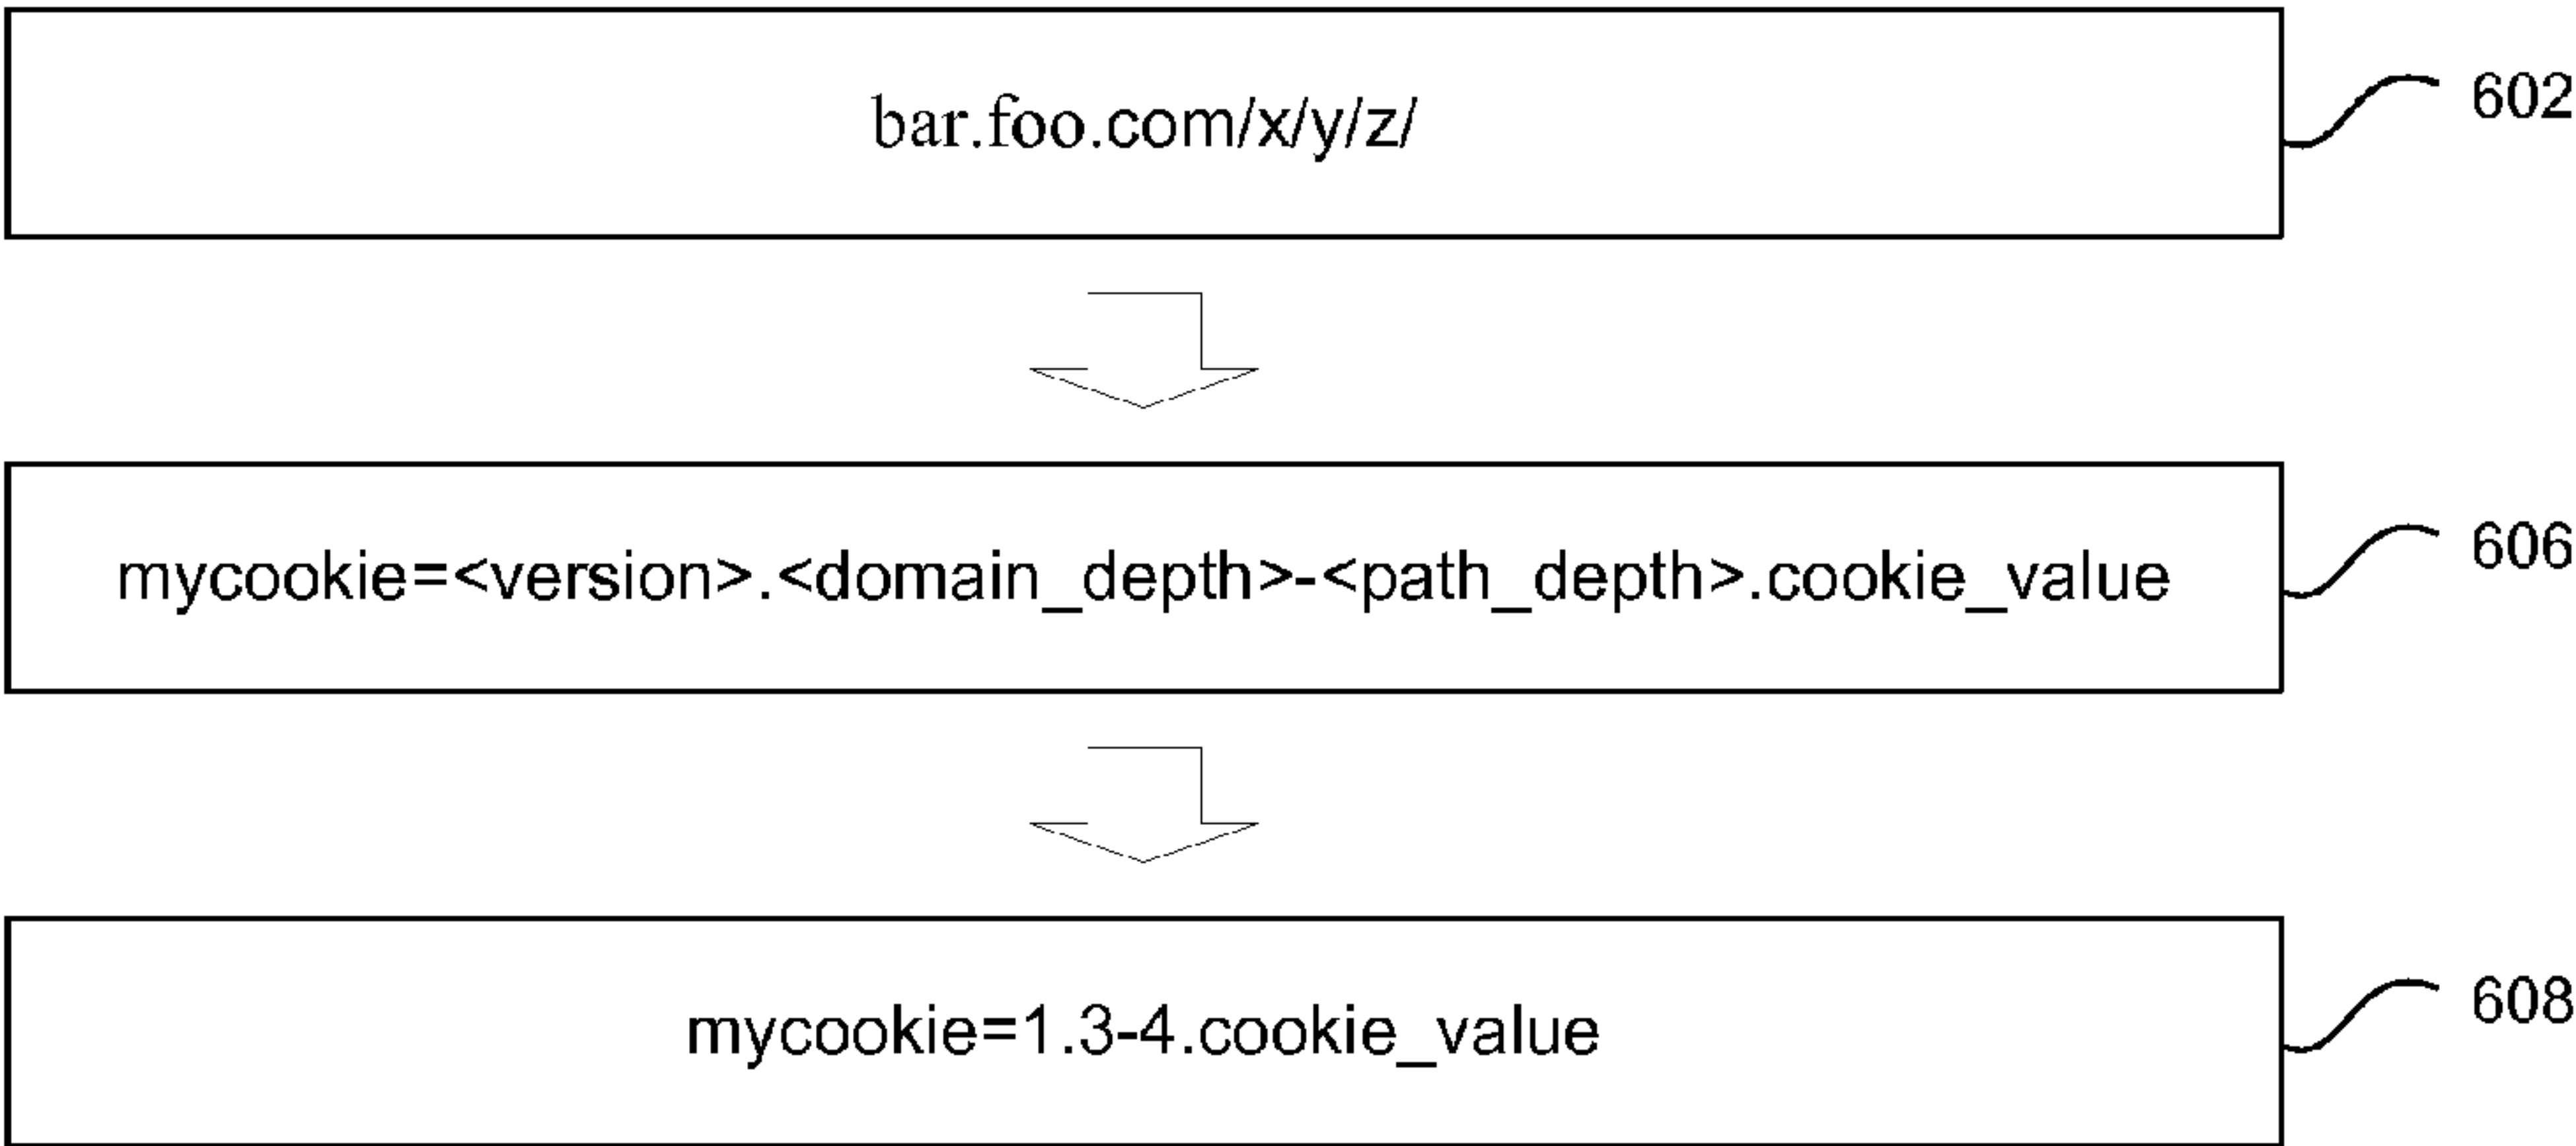 bar.foo.com/x/y/z/
602
mycookie=<version>.<domain_depth>-<path_depth>.cookie_value
606
mycookie=1.3-4.cookie_value
608